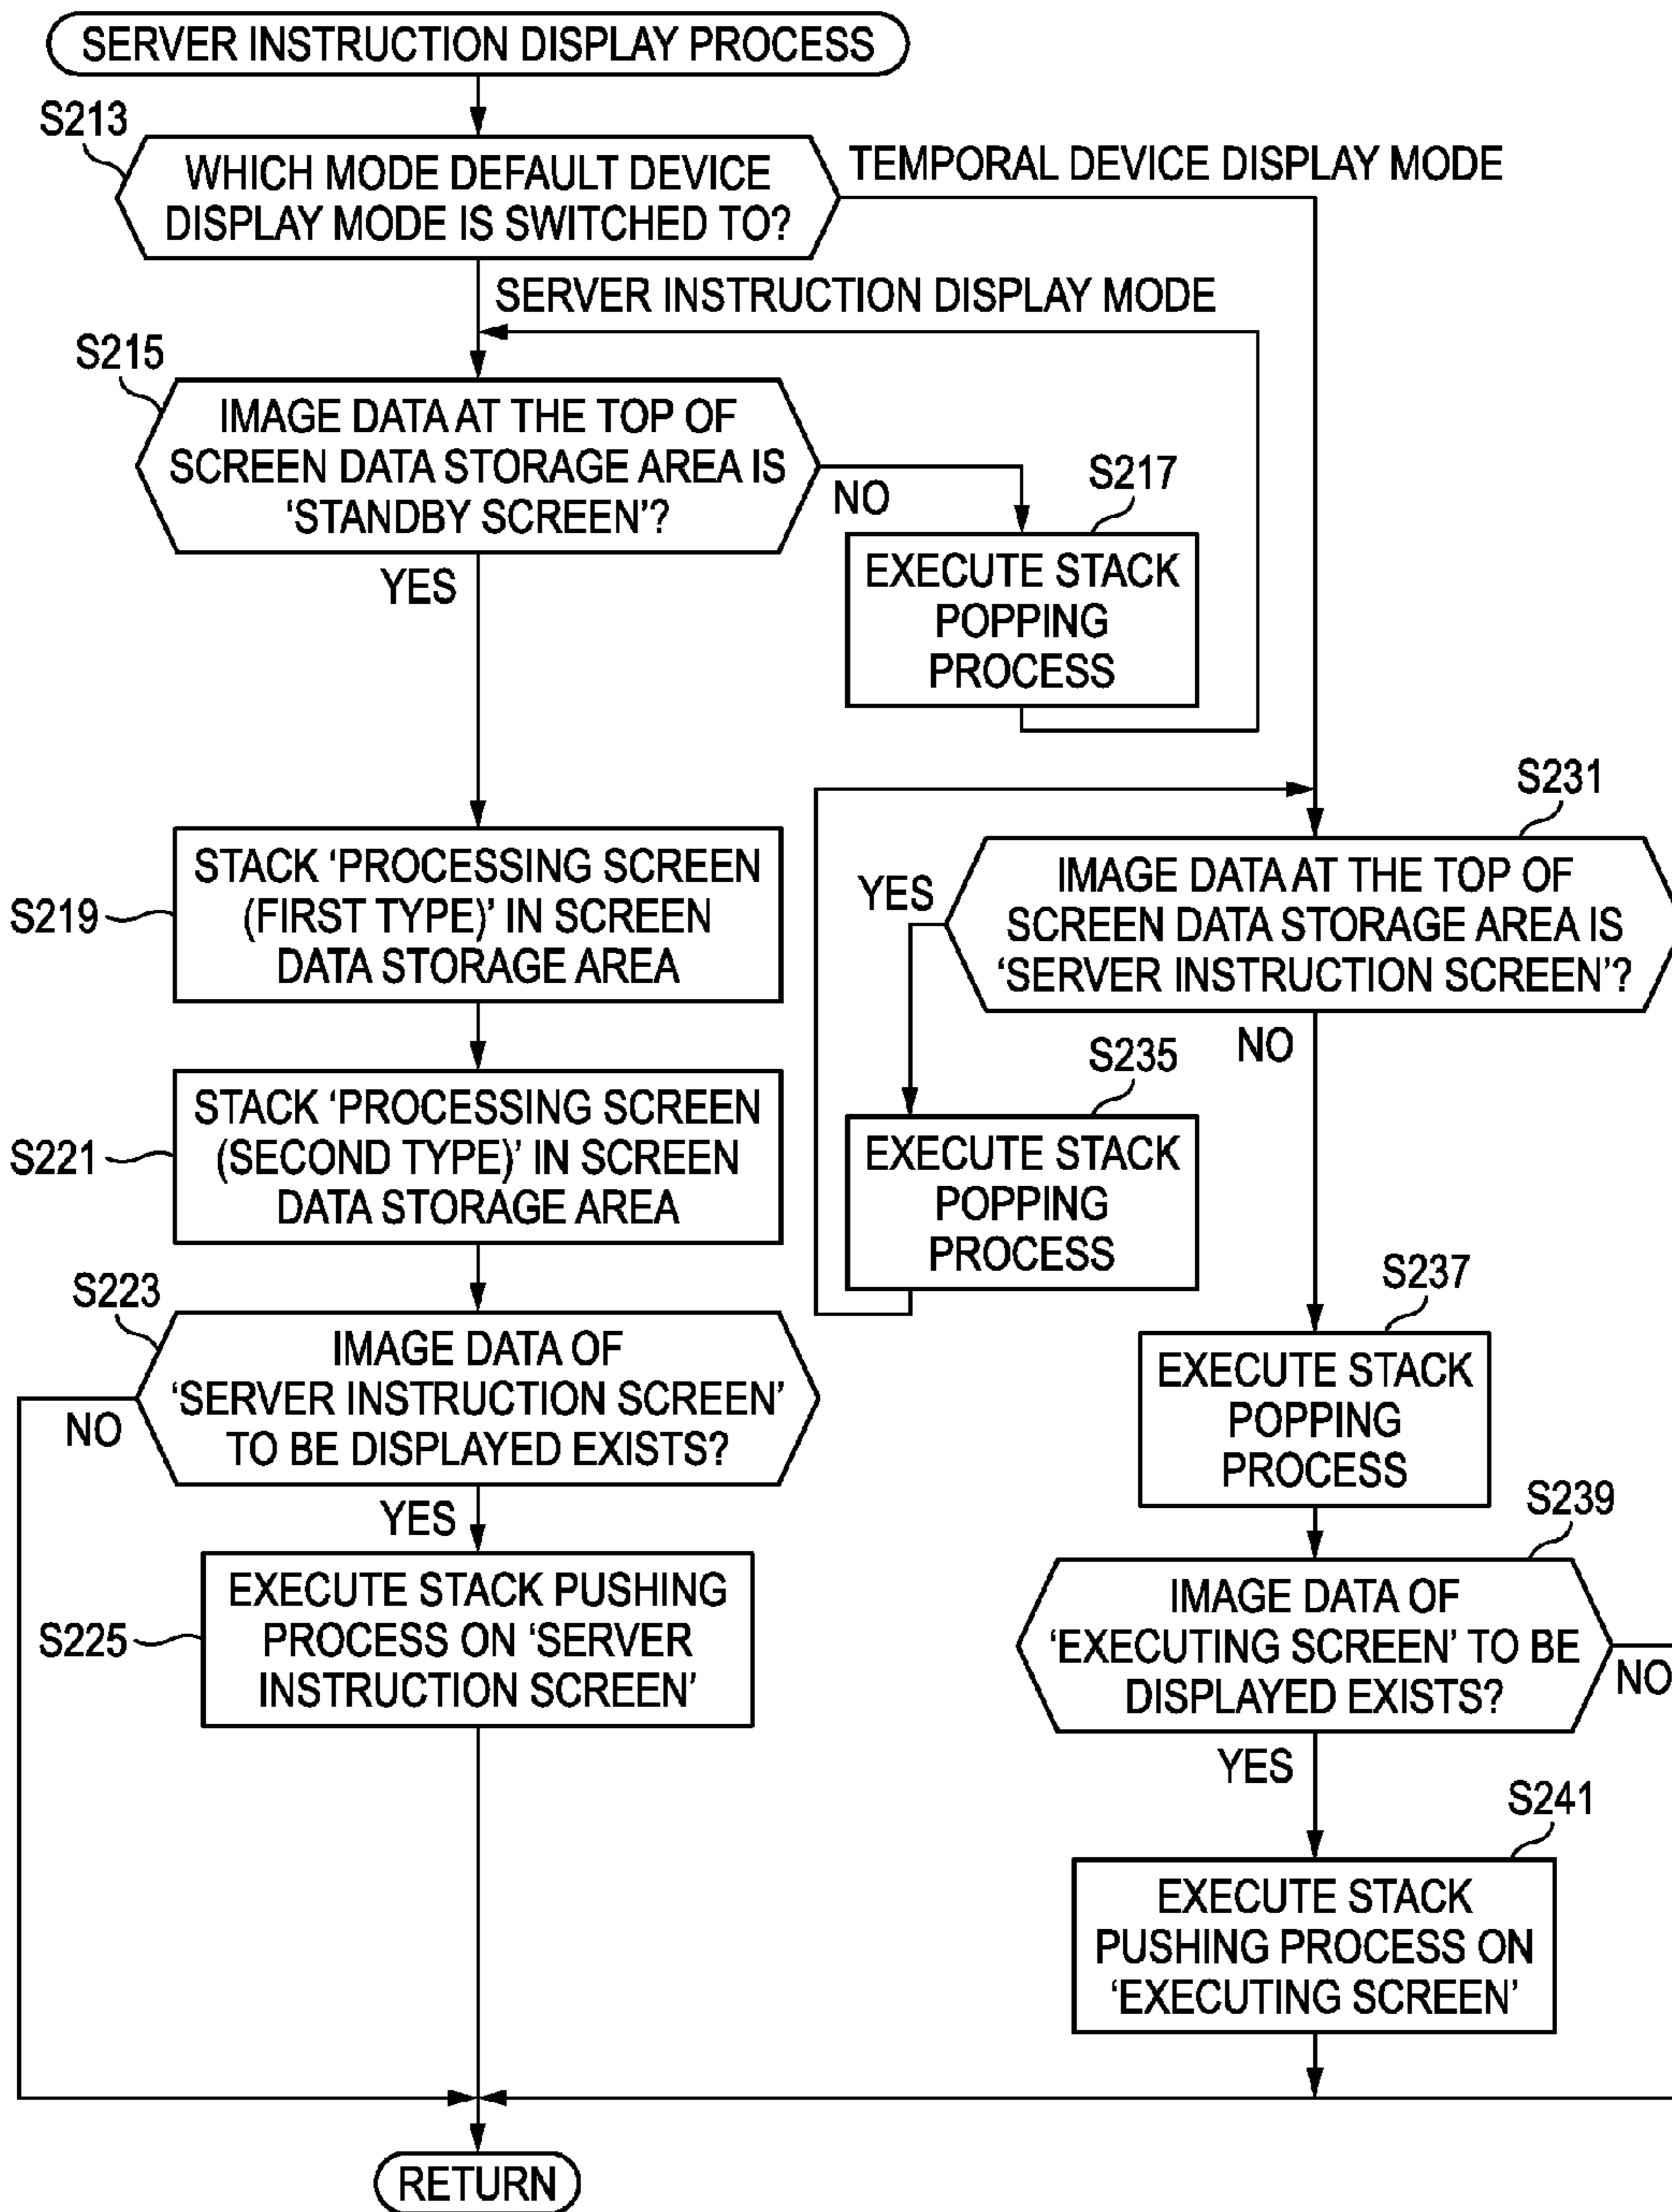 SERVER INSTRUCTION DISPLAY PROCESS
S213
WHICH MODE DEFAULT DEVICE
DISPLAY MODE IS SWITCHED TO?
TEMPORAL DEVICE DISPLAY MODE
SERVER INSTRUCTION DISPLAY MODE
S215
IMAGE DATA AT THE TOP OF
SCREEN DATA STORAGE AREA IS
‘STANDBY SCREEN’?
NO
YES
S217
EXECUTE STACK
POPPING
PROCESS
S219
STACK ‘PROCESSING SCREEN
(FIRST TYPE)’ IN SCREEN
DATA STORAGE AREA
S221
STACK ‘PROCESSING SCREEN
(SECOND TYPE)’ IN SCREEN
DATA STORAGE AREA
S223
IMAGE DATA OF
‘SERVER INSTRUCTION SCREEN’
TO BE DISPLAYED EXISTS?
NO
YES
S225
EXECUTE STACK PUSHING
PROCESS ON ‘SERVER
INSTRUCTION SCREEN’
S231
IMAGE DATA AT THE TOP OF
SCREEN DATA STORAGE AREA IS
‘SERVER INSTRUCTION SCREEN’?
YES
NO
S235
EXECUTE STACK
POPPING
PROCESS
S237
EXECUTE STACK
POPPING
PROCESS
S239
IMAGE DATA OF
‘EXECUTING SCREEN’ TO BE
DISPLAYED EXISTS?
NO
YES
S241
EXECUTE STACK
PUSHING PROCESS ON
‘EXECUTING SCREEN’
RETURN